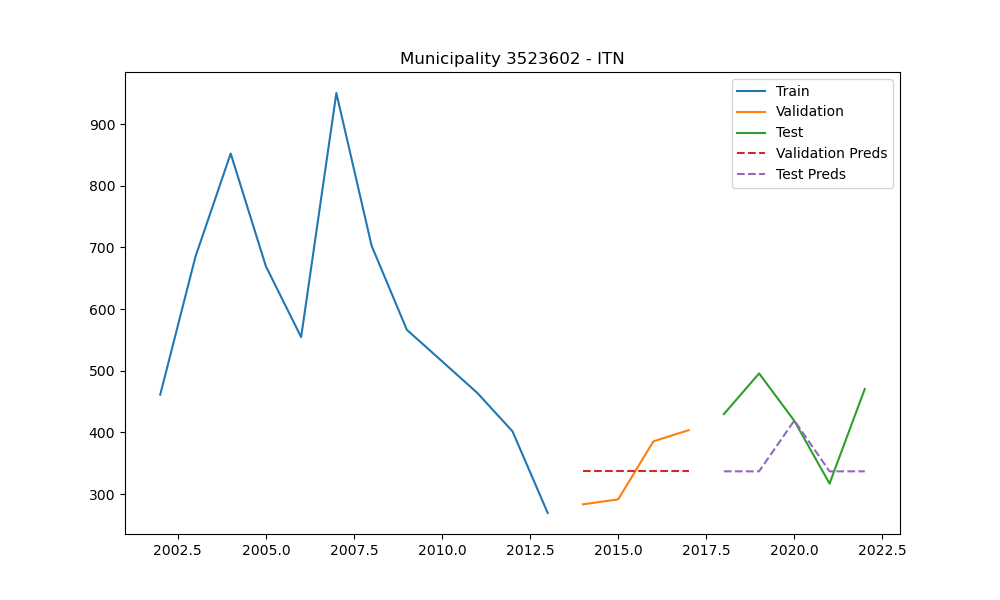 Municipality 3523602 - ITN
Train
Validation
Test
Validation Preds
Test Preds
900
800
700
600
500
400
300
2002.5 2005.0 2007.5 2010.0 2012.5 2015.0 2017.5 2020.0 2022.5